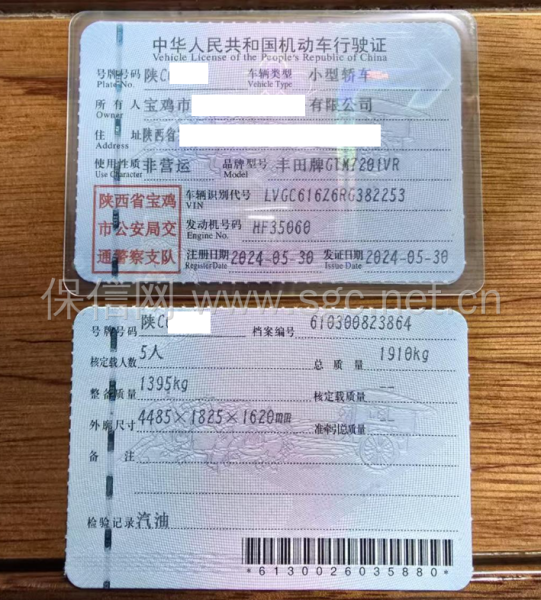 中华人民共和国机动车行驶证
Vehicle License of the People's Republic of China
号牌号码 陕C 车辆类型 小型轿车
Plate No. Vehicle Type
所有人 宝鸡市 有限公司
Owner
住址 陕西省
Address
使用性质 非营运 品牌型号 丰田牌GTM7201VR
Use Character Model
陕西省宝鸡
市公安局交
通警察支队
车辆识别代号 LVGC616Z6RG382253
VIN
发动机号码 HF35060
Engine No.
注册日期 2024-05-30 发证日期 2024-05-30
Register Date Issue Date
保信网 www.sgc.net.cn
号牌号码 陕C 档案编号 610300823864
核定载人数 5人 总质量 1910kg
整备质量 1395kg 核定载质量 --
外廓尺寸 4485×1825×1620mm 准牵引总质量 --
备注
检验记录 汽油
*6130026035880*